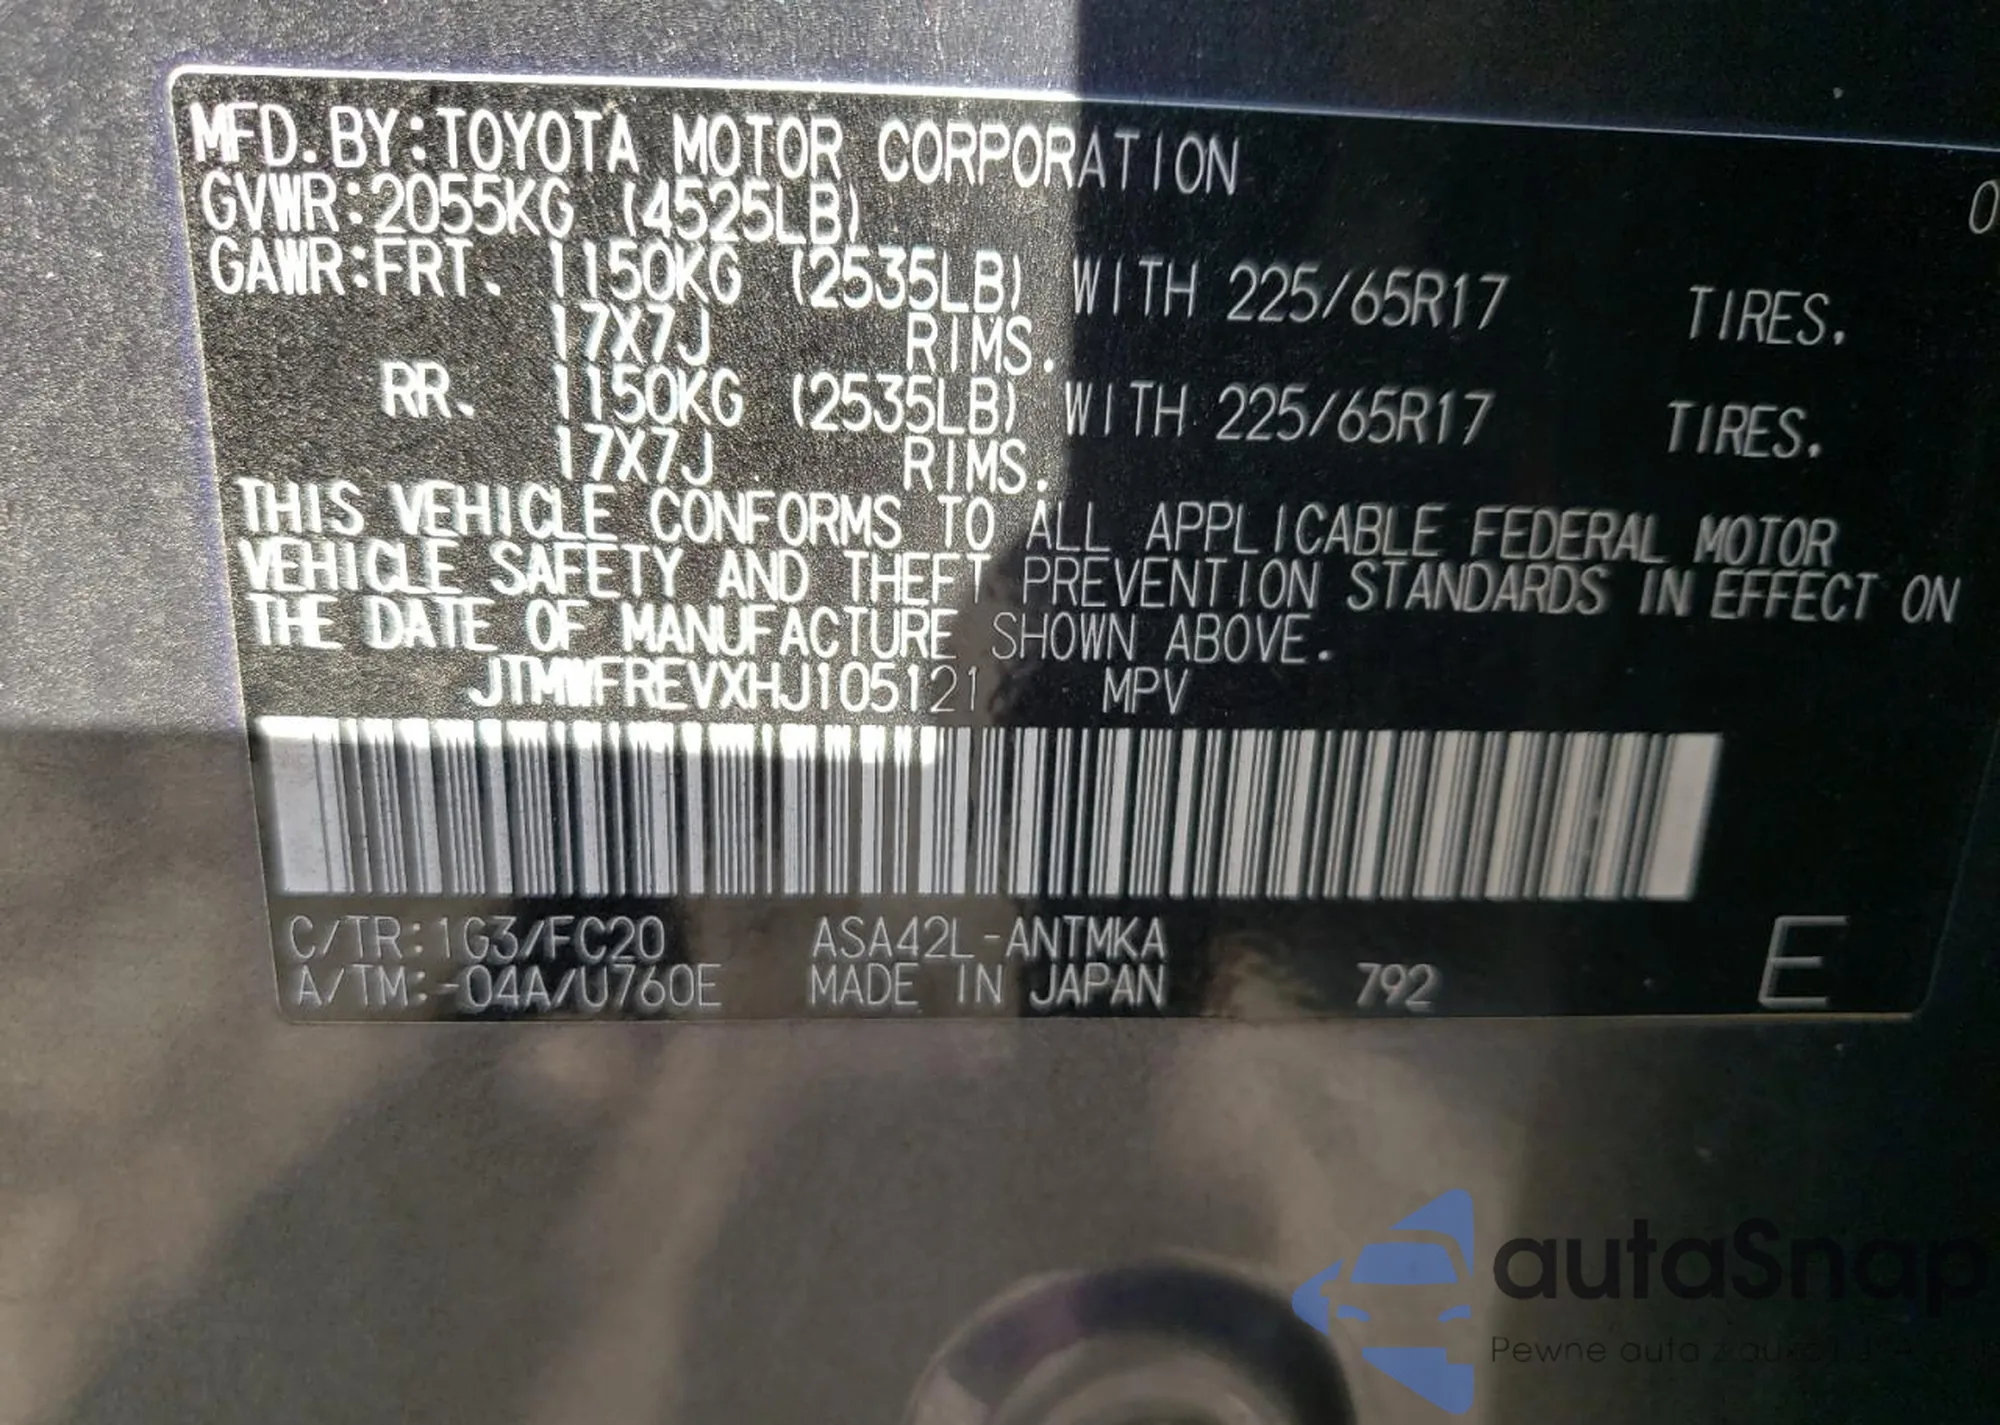 MFD.BY:TOYOTA MOTOR CORPORATION
0
GVWR:2055KG (4525LB)
GAWR:FRT. 1150KG (2535LB) WITH 225/65R17 TIRES.
17X7J RIMS.
RR. 1150KG (2535LB) WITH 225/65R17 TIRES.
17X7J RIMS.
THIS VEHICLE CONFORMS TO ALL APPLICABLE FEDERAL MOTOR
VEHICLE SAFETY AND THEFT PREVENTION STANDARDS IN EFFECT ON
THE DATE OF MANUFACTURE SHOWN ABOVE.
JTMWFREVXHJ105121 MPV
C/TR:1G3/FC20 ASA42L-ANTMKA
A/TM:-04A/U760E MADE IN JAPAN 792 E
autaSnap
Pewne auta z